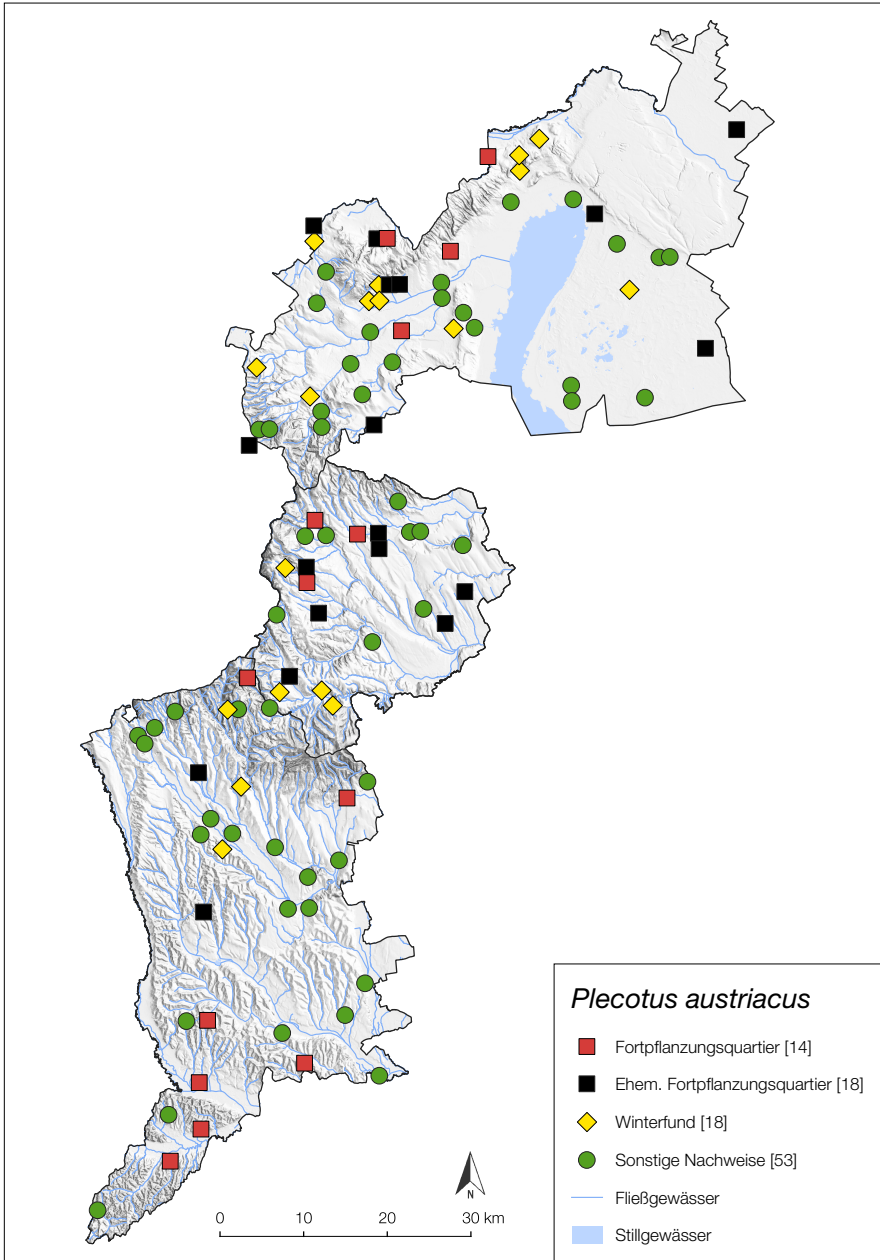 Plecotus austriacus
Fortpflanzungsquartier [14]
Ehem. Fortpflanzungsquartier [18]
Winterfund [18]
Sonstige Nachweise [53]
Fließgewässer
Stillgewässer
N
0 10 20 30 km